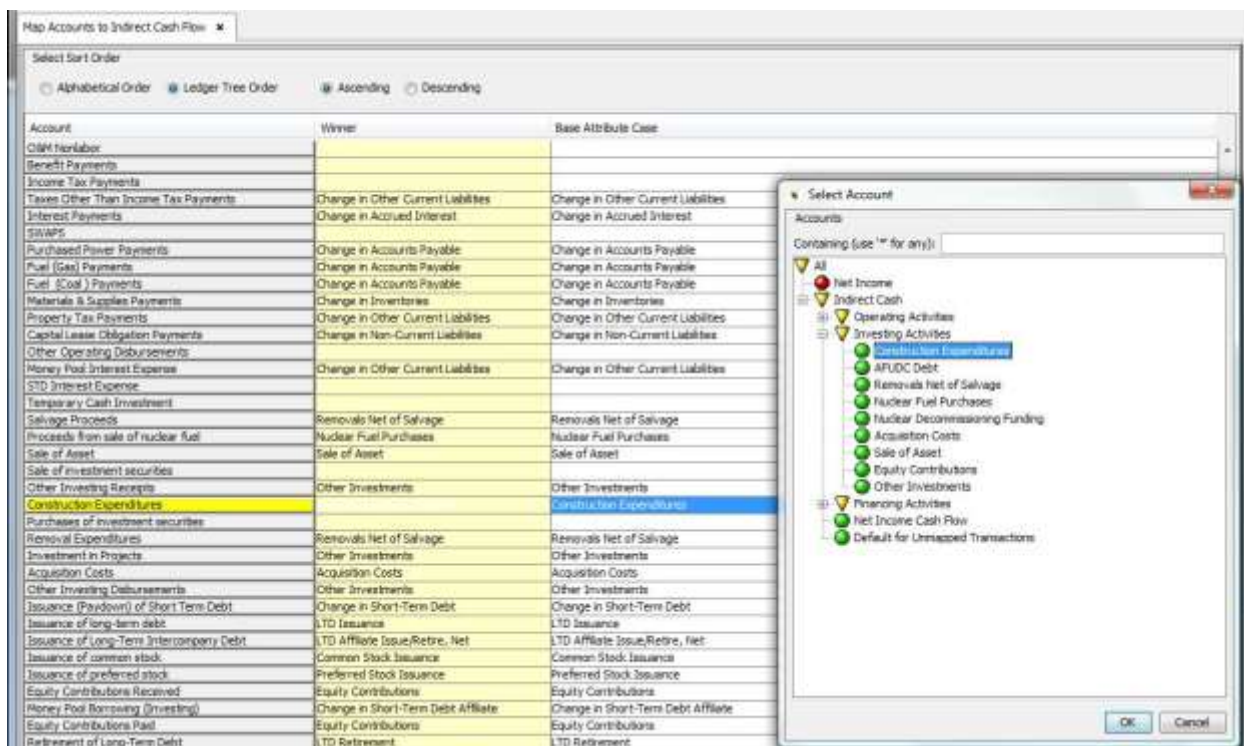 Map Accounts to Indirect Cash Flow
Select Sort Order
Alphabetical Order Ledger Tree Order Ascending Descending
Account Winner Base Attribute Case
O&M Nonlabor
Benefit Payments
Income Tax Payments
Taxes Other Than Income Tax Payments Change in Other Current Liabilities Change in Other Current Liabilities
Interest Payments Change in Accrued Interest Change in Accrued Interest
SWAPS
Purchased Power Payments Change in Accounts Payable Change in Accounts Payable
Fuel (Gas) Payments Change in Accounts Payable Change in Accounts Payable
Fuel (Coal ) Payments Change in Accounts Payable Change in Accounts Payable
Materials & Supplies Payments Change in Inventories Change in Inventories
Property Tax Payments Change in Other Current Liabilities Change in Other Current Liabilities
Capital Lease Obligation Payments Change in Non-Current Liabilities Change in Non-Current Liabilities
Other Operating Disbursements
Money Pool Interest Expense Change in Other Current Liabilities Change in Other Current Liabilities
STD Interest Expense
Temporary Cash Investment
Salvage Proceeds Removals Net of Salvage Removals Net of Salvage
Proceeds from sale of nuclear fuel Nuclear Fuel Purchases Nuclear Fuel Purchases
Sale of Asset Sale of Asset Sale of Asset
Sale of investment securities
Other Investing Receipts Other Investments Other Investments
Construction Expenditures Construction Expenditures
Purchases of investment securities
Removal Expenditures Removals Net of Salvage Removals Net of Salvage
Investment in Projects Other Investments Other Investments
Acquisition Costs Acquisition Costs Acquisition Costs
Other Investing Disbursements Other Investments Other Investments
Issuance (Paydown) of Short Term Debt Change in Short-Term Debt Change in Short-Term Debt
Issuance of long-term debt LTD Issuance LTD Issuance
Issuance of Long-Term Intercompany Debt LTD Affiliate Issue/Retire, Net LTD Affiliate Issue/Retire, Net
Issuance of common stock Common Stock Issuance Common Stock Issuance
Issuance of preferred stock Preferred Stock Issuance Preferred Stock Issuance
Equity Contributions Received Equity Contributions Equity Contributions
Money Pool Borrowing (Investing) Change in Short-Term Debt Affiliate Change in Short-Term Debt Affiliate
Equity Contributions Paid Equity Contributions Equity Contributions
Retirement of Long-Term Debt LTD Retirement LTD Retirement
Select Account
Accounts
Containing (use '*' for any):
All
Net Income
Indirect Cash
Operating Activities
Investing Activities
Construction Expenditures
AFUDC Debt
Removals Net of Salvage
Nuclear Fuel Purchases
Nuclear Decommissioning Funding
Acquisition Costs
Sale of Asset
Equity Contributions
Other Investments
Financing Activities
Net Income Cash Flow
Default for Unmapped Transactions
OK Cancel